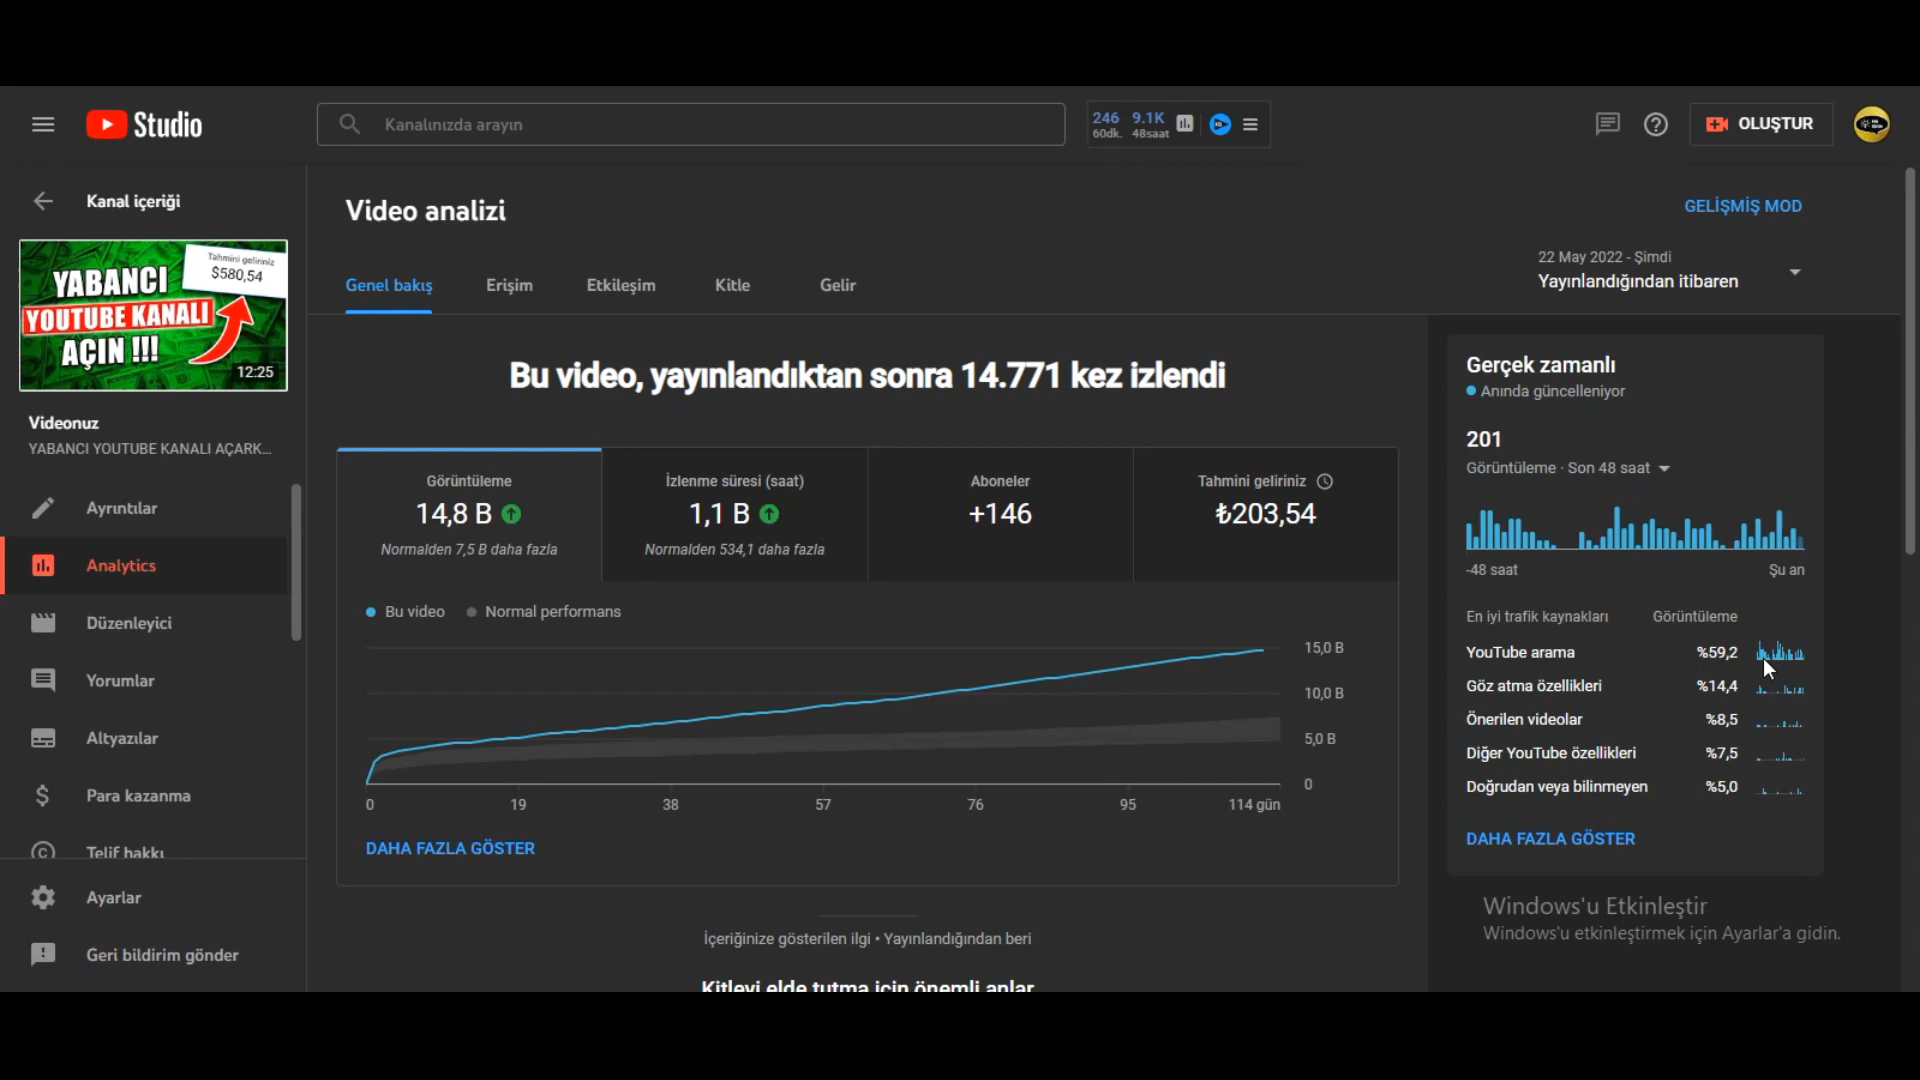 Studio
Kanalınızda arayın
246 9.1K
60dk. 48saat
OLUŞTUR
Kanal içeriği
YABANCI
YOUTUBE KANALI
AÇIN !!!
Tahmini geliriniz
$580,54
12:25
Videonuz
YABANCI YOUTUBE KANALI AÇARK...
Ayrıntılar
Analytics
Düzenleyici
Yorumlar
Altyazılar
Para kazanma
Telif hakkı
Ayarlar
Geri bildirim gönder
Video analizi
GELİŞMİŞ MOD
Genel bakış
Erişim
Etkileşim
Kitle
Gelir
22 May 2022 - Şimdi
Yayınlandığından itibaren
Bu video, yayınlandıktan sonra 14.771 kez izlendi
Görüntüleme
14,8 B
Normalden 7,5 B daha fazla
İzlenme süresi (saat)
1,1 B
Normalden 534,1 daha fazla
Aboneler
+146
Tahmini geliriniz
₺203,54
Bu video
Normal performans
15,0 B
10,0 B
5,0 B
0
0 19 38 57 76 95 114 gün
DAHA FAZLA GÖSTER
İçeriğinize gösterilen ilgi • Yayınlandığından beri
Kitleyi elde tutma için önemli anlar
Gerçek zamanlı
Anında güncelleniyor
201
Görüntüleme · Son 48 saat
-48 saat
Şu an
En iyi trafik kaynakları Görüntüleme
YouTube arama %59,2
Göz atma özellikleri %14,4
Önerilen videolar %8,5
Diğer YouTube özellikleri %7,5
Doğrudan veya bilinmeyen %5,0
DAHA FAZLA GÖSTER
Windows'u Etkinleştir
Windows'u etkinleştirmek için Ayarlar'a gidin.